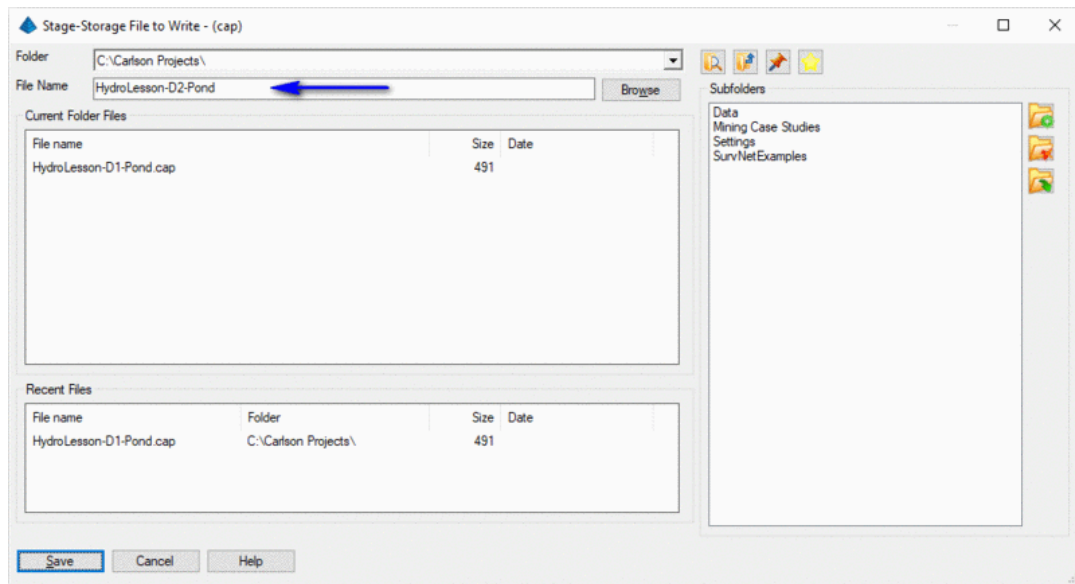 Stage-Storage File to Write - (cap)
Folder
C:\Carlson Projects\
File Name
HydroLesson-D2-Pond
Browse
Current Folder Files
File name Size Date
HydroLesson-D1-Pond.cap 491
Recent Files
File name Folder Size Date
HydroLesson-D1-Pond.cap C:\Carlson Projects\ 491
Subfolders
Data
Mining Case Studies
Settings
SurvNetExamples
Save Cancel Help